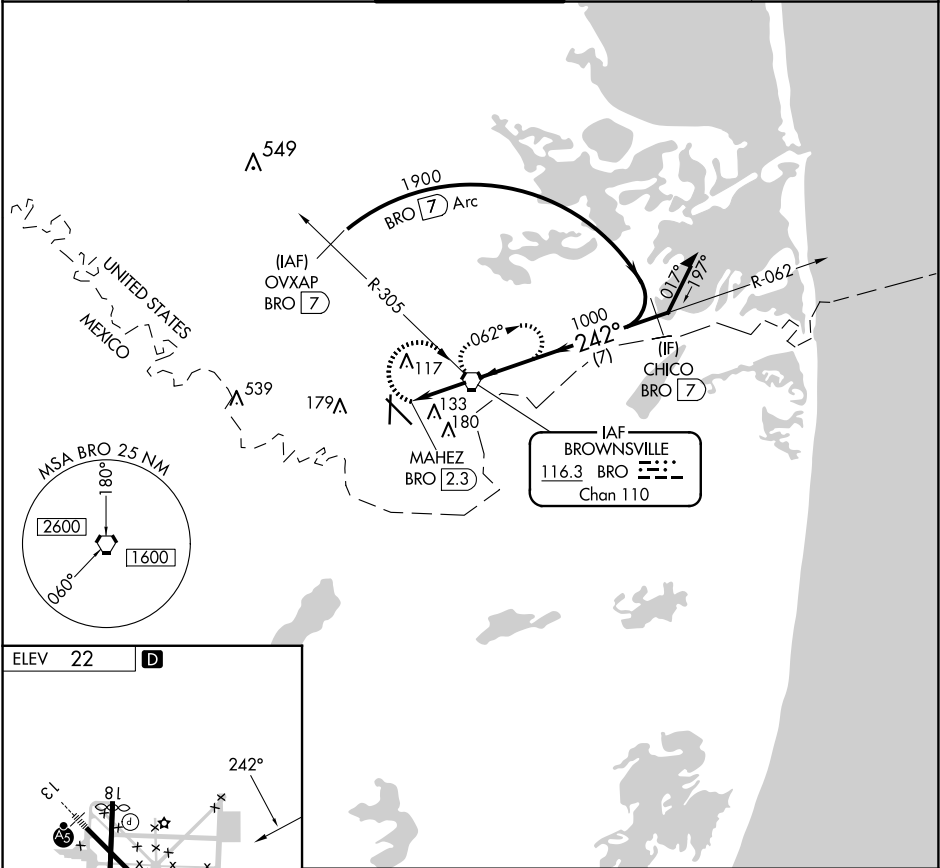 549
1900
BRO 7 Arc
(IAF)
OVXAP
BRO 7
R-305
UNITED STATES
MEXICO
017°
197°
R-062
062°
1000
242°
(7)
(IF)
CHICO
BRO 7
117
539
179
133
180
MAHEZ
BRO 2.3
IAF
BROWNSVILLE
116.3 BRO
Chan 110
MSA BRO 25 NM
180°
2600
1600
060°
ELEV 22 D
242°
13
18
P
A5